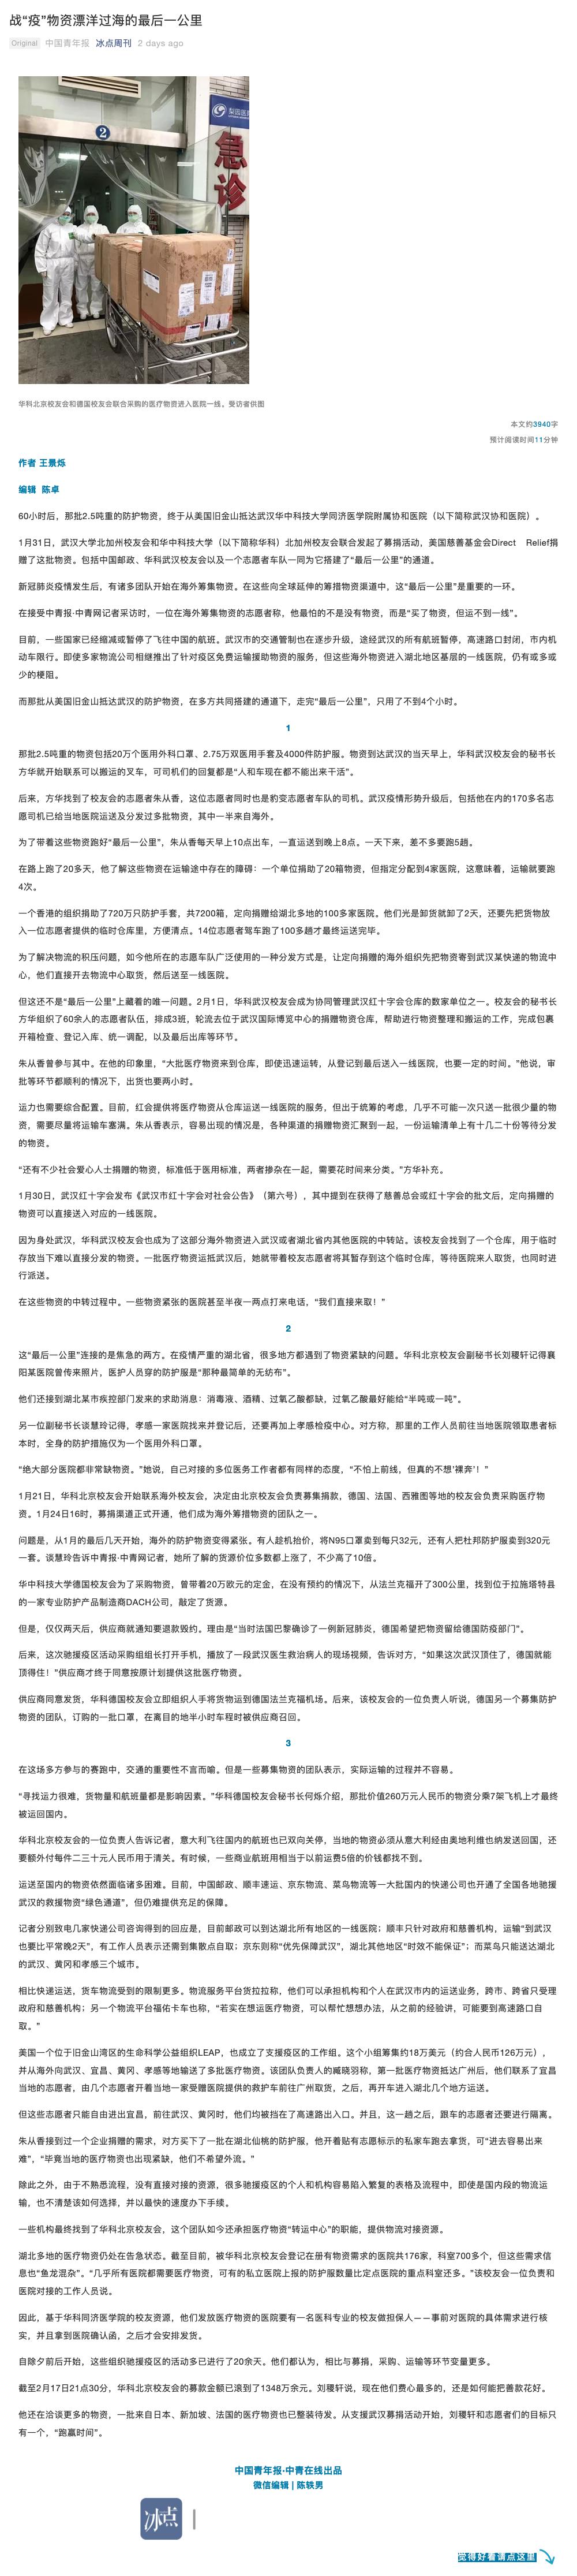 战“疫”物资漂洋过海的最后一公里
Original 中国青年报 冰点周刊 2 days ago
2
梨园医院
急诊
华科北京校友会和德国校友会联合采购的医疗物资进入医院一线。受访者供图
本文约3940字
预计阅读时间11分钟
作者 王景烁
编辑 陈卓
60小时后，那批2.5吨重的防护物资，终于从美国旧金山抵达武汉华中科技大学同济医学院附属协和医院（以下简称武汉协和医院）。
1月31日，武汉大学北加州校友会和华中科技大学（以下简称华科）北加州校友会联合发起了募捐活动，美国慈善基金会Direct Relief捐
赠了这批物资。包括中国邮政、华科武汉校友会以及一个志愿者车队一同为它搭建了“最后一公里”的通道。
新冠肺炎疫情发生后，有诸多团队开始在海外筹集物资。在这些向全球延伸的筹措物资渠道中，这“最后一公里”是重要的一环。
在接受中青报·中青网记者采访时，一位在海外筹集物资的志愿者称，他最怕的不是没有物资，而是“买了物资，但运不到一线”。
目前，一些国家已经缩减或暂停了飞往中国的航班。武汉市的交通管制也在逐步升级，途经武汉的所有航班暂停，高速路口封闭，市内机
动车限行。即使多家物流公司相继推出了针对疫区免费运输援助物资的服务，但这些海外物资进入湖北地区基层的一线医院，仍有或多或
少的梗阻。
而那批从美国旧金山抵达武汉的防护物资，在多方共同搭建的通道下，走完“最后一公里”，只用了不到4个小时。
1
那批2.5吨重的物资包括20万个医用外科口罩、2.75万双医用手套及4000件防护服。物资到达武汉的当天早上，华科武汉校友会的秘书长
方华就开始联系可以搬运的叉车，可司机们的回复都是“人和车现在都不能出来干活”。
后来，方华找到了校友会的志愿者朱从香，这位志愿者同时也是豹变志愿者车队的司机。武汉疫情形势升级后，包括他在内的170多名志
愿司机已给当地医院运送及分发过多批物资，其中一半来自海外。
为了带着这些物资跑好“最后一公里”，朱从香每天早上10点出车，一直运送到晚上8点。一天下来，差不多要跑5趟。
在路上跑了20多天，他了解这些物资在运输途中存在的障碍：一个单位捐助了20箱物资，但指定分配到4家医院，这意味着，运输就要跑
4次。
一个香港的组织捐助了720万只防护手套，共7200箱，定向捐赠给湖北多地的100多家医院。他们光是卸货就卸了2天，还要先把货物放
入一位志愿者提供的临时仓库里，方便清点。14位志愿者驾车跑了100多趟才最终运送完毕。
为了解决物流的积压问题，如今他所在的志愿车队广泛使用的一种分发方式是，让定向捐赠的海外组织先把物资寄到武汉某快递的物流中
心，他们直接开去物流中心取货，然后送至一线医院。
但这还不是“最后一公里”上藏着的唯一问题。2月1日，华科武汉校友会成为协同管理武汉红十字会仓库的数家单位之一。校友会的秘书长
方华组织了60余人的志愿者队伍，排成3班，轮流去位于武汉国际博览中心的捐赠物资仓库，帮助进行物资整理和搬运的工作，完成包裹
开箱检查、登记入库、统一调配，以及最后出库等环节。
朱从香曾参与其中。在他的印象里，“大批医疗物资来到仓库，即使迅速运转，从登记到最后送入一线医院，也要一定的时间。”他说，审
批等环节都顺利的情况下，出货也要两小时。
运力也需要综合配置。目前，红会提供将医疗物资从仓库运送一线医院的服务，但出于统筹的考虑，几乎不可能一次只送一批很少量的物
资，需要尽量将运输车塞满。朱从香表示，容易出现的情况是，各种渠道的捐赠物资汇聚到一起，一份运输清单上有十几二十份等待分发
的物资。
“还有不少社会爱心人士捐赠的物资，标准低于医用标准，两者掺杂在一起，需要花时间来分类。”方华补充。
1月30日，武汉红十字会发布《武汉市红十字会对社会公告》（第六号），其中提到在获得了慈善总会或红十字会的批文后，定向捐赠的
物资可以直接送入对应的一线医院。
因为身处武汉，华科武汉校友会也成为了这部分海外物资进入武汉或者湖北省内其他医院的中转站。该校友会找到了一个仓库，用于临时
存放当下难以直接分发的物资。一批医疗物资运抵武汉后，她就带着校友志愿者将其暂存到这个临时仓库，等待医院来人取货，也同时进
行派送。
在这些物资的中转过程中。一些物资紧张的医院甚至半夜一两点打来电话，“我们直接来取！”
2
这“最后一公里”连接的是焦急的两方。在疫情严重的湖北省，很多地方都遇到了物资紧缺的问题。华科北京校友会副秘书长刘稷轩记得襄
阳某医院曾传来照片，医护人员穿的防护服是“那种最简单的无纺布”。
他们还接到湖北某市疾控部门发来的求助消息：消毒液、酒精、过氧乙酸都缺，过氧乙酸最好能给“半吨或一吨”。
另一位副秘书长谈慧玲记得，孝感一家医院找来并登记后，还要再加上孝感检疫中心。对方称，那里的工作人员前往当地医院领取患者标
本时，全身的防护措施仅为一个医用外科口罩。
“绝大部分医院都非常缺物资。”她说，自己对接的多位医务工作者都有同样的态度，“不怕上前线，但真的不想‘裸奔’！”
1月21日，华科北京校友会开始联系海外校友会，决定由北京校友会负责募集捐款，德国、法国、西雅图等地的校友会负责采购医疗物
资。1月24日16时，募捐渠道正式开通，他们成为海外筹措物资的团队之一。
问题是，从1月的最后几天开始，海外的防护物资变得紧张。有人趁机抬价，将N95口罩卖到每只32元，还有人把杜邦防护服卖到320元
一套。谈慧玲告诉中青报·中青网记者，她所了解的货源价位多数都上涨了，不少高了10倍。
华中科技大学德国校友会为了采购物资，曾带着20万欧元的定金，在没有预约的情况下，从法兰克福开了300公里，找到位于拉施塔特县
的一家专业防护产品制造商DACH公司，敲定了货源。
但是，仅仅两天后，供应商就通知要退款毁约。理由是“当时法国巴黎确诊了一例新冠肺炎，德国希望把物资留给德国防疫部门”。
后来，这次驰援疫区活动采购组组长打开手机，播放了一段武汉医生救治病人的现场视频，告诉对方，“如果这次武汉顶住了，德国就能
顶得住！”供应商才终于同意按原计划提供这批医疗物资。
供应商同意发货，华科德国校友会立即组织人手将货物运到德国法兰克福机场。后来，该校友会的一位负责人听说，德国另一个募集防护
物资的团队，订购的一批口罩，在离目的地半小时车程时被供应商召回。
3
在这场多方参与的赛跑中，交通的重要性不言而喻。但是一些募集物资的团队表示，实际运输的过程并不容易。
“寻找运力很难，货物量和航班量都是影响因素。”华科德国校友会秘书长何烁介绍，那批价值260万元人民币的物资分乘7架飞机上才最终
被运回国内。
华科北京校友会的一位负责人告诉记者，意大利飞往国内的航班也已双向关停，当地的物资必须从意大利经由奥地利维也纳发送回国，还
要额外付每件二三十元人民币用于清关。有时候，一些商业航班用相当于以前运费5倍的价钱都找不到。
运送至国内的物资依然面临诸多困难。目前，中国邮政、顺丰速运、京东物流、菜鸟物流等一大批国内的快递公司也开通了全国各地驰援
武汉的救援物资“绿色通道”，但仍难提供充足的保障。
记者分别致电几家快递公司咨询得到的回应是，目前邮政可以到达湖北所有地区的一线医院；顺丰只针对政府和慈善机构，运输“到武汉
也要比平常晚2天”，有工作人员表示还需到集散点自取；京东则称“优先保障武汉”，湖北其他地区“时效不能保证”；而菜鸟只能送达湖北
的武汉、黄冈和孝感三个城市。
相比快递运送，货车物流受到的限制更多。物流服务平台货拉拉称，他们可以承担机构和个人在武汉市内的运送业务，跨市、跨省只受理
政府和慈善机构；另一个物流平台福佑卡车也称，“若实在想运医疗物资，可以帮忙想想办法，从之前的经验讲，可能要到高速路口自
取。”
美国一个位于旧金山湾区的生命科学公益组织LEAP，也成立了支援疫区的工作组。这个小组筹集约18万美元（约合人民币126万元），
并从海外向武汉、宜昌、黄冈、孝感等地输送了多批医疗物资。该团队负责人的臧晓羽称，第一批医疗物资抵达广州后，他们联系了宜昌
当地的志愿者，由几个志愿者开着当地一家受赠医院提供的救护车前往广州取货，之后，再开车进入湖北几个地方运送。
但这些志愿者只能自由进出宜昌，前往武汉、黄冈时，他们均被挡在了高速路出入口。并且，这一趟之后，跟车的志愿者还要进行隔离。
朱从香接到过一个企业捐赠的需求，对方买下了一批在湖北仙桃的防护服，他开着贴有志愿标示的私家车跑去拿货，可“进去容易出来
难”，“毕竟当地的医疗物资也出现紧缺，他们不希望外流。”
除此之外，由于不熟悉流程，没有直接对接的资源，很多驰援疫区的个人和机构容易陷入繁复的表格及流程中，即使是国内段的物流运
输，也不清楚该如何选择，并以最快的速度办下手续。
一些机构最终找到了华科北京校友会，这个团队如今还承担医疗物资“转运中心”的职能，提供物流对接资源。
湖北多地的医疗物资仍处在告急状态。截至目前，被华科北京校友会登记在册有物资需求的医院共176家，科室700多个，但这些需求信
息也“鱼龙混杂”。“几乎所有医院都需要医疗物资，可有的私立医院上报的防护服数量比定点医院的重点科室还多。”该校友会一位负责和
医院对接的工作人员说。
因此，基于华科同济医学院的校友资源，他们发放医疗物资的医院要有一名医科专业的校友做担保人——事前对医院的具体需求进行核
实，并且拿到医院确认函，之后才会安排发货。
自除夕前后开始，这些组织驰援疫区的活动多已进行了20余天。他们都认为，相比与募捐，采购、运输等环节变量更多。
截至2月17日21点30分，华科北京校友会的募款金额已滚到了1348万余元。刘稷轩说，现在他们费心最多的，还是如何能把善款花好。
他还在洽谈更多的物资，一批来自日本、新加坡、法国的医疗物资也已整装待发。从支援武汉募捐活动开始，刘稷轩和志愿者们的目标只
有一个，“跑赢时间”。
中国青年报·中青在线出品
微信编辑 | 陈轶男
冰点
觉得好看请点这里